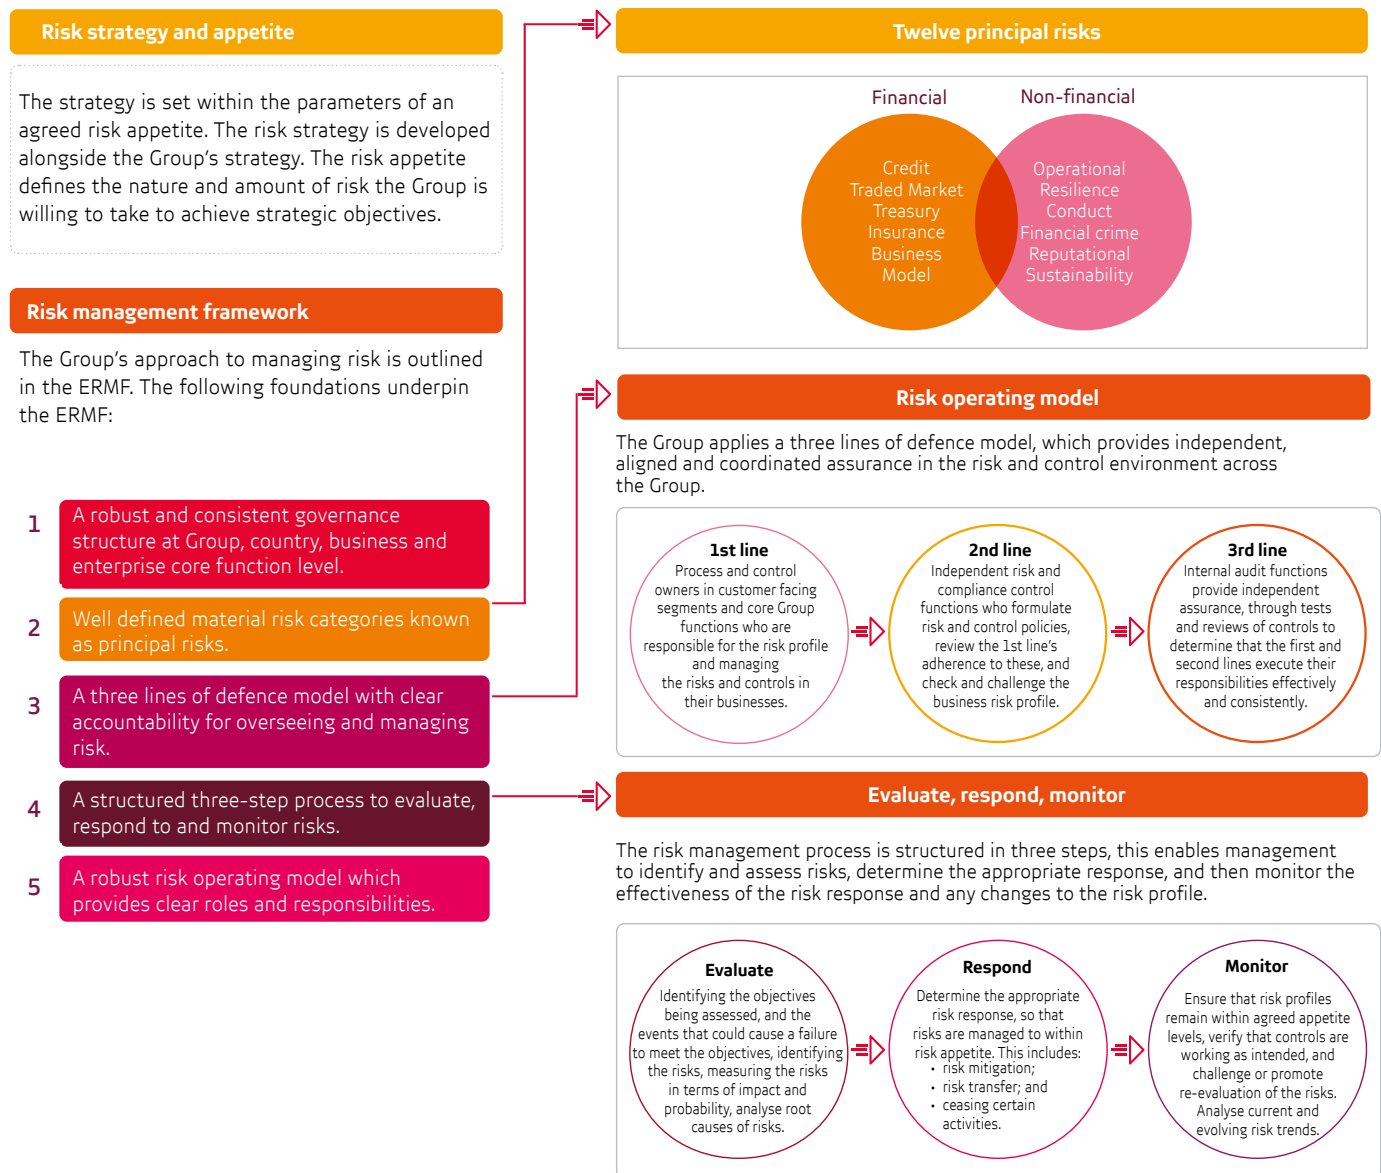 Risk strategy and appetite
The strategy is set within the parameters of an
agreed risk appetite. The risk strategy is developed
alongside the Group's strategy. The risk appetite
defines the nature and amount of risk the Group is
willing to take to achieve strategic objectives.
Risk management framework
The Group's approach to managing risk is outlined
in the ERMF. The following foundations underpin
the ERMF:
1
A robust and consistent governance
structure at Group, country, business and
enterprise core function level.
2
Well defined material risk categories known
as principal risks.
3
A three lines of defence model with clear
accountability for overseeing and managing
risk.
4
A structured three-step process to evaluate,
respond to and monitor risks.
5
A robust risk operating model which
provides clear roles and responsibilities.
Twelve principal risks
Financial
Credit
Traded Market
Treasury
Insurance
Business
Model
Non-financial
Operational
Resilience
Conduct
Financial crime
Reputational
Sustainability
Risk operating model
The Group applies a three lines of defence model, which provides independent,
aligned and coordinated assurance in the risk and control environment across
the Group.
1st line
Process and control
owners in customer facing
segments and core Group
functions who are
responsible for the risk profile
and managing
the risks and controls in
their businesses.
2nd line
Independent risk and
compliance control
functions who formulate
risk and control policies,
review the 1st line's
adherence to these, and
check and challenge the
business risk profile.
3rd line
Internal audit functions
provide independent
assurance, through tests
and reviews of controls to
determine that the first and
second lines execute their
responsibilities effectively
and consistently.
Evaluate, respond, monitor
The risk management process is structured in three steps, this enables management
to identify and assess risks, determine the appropriate response, and then monitor the
effectiveness of the risk response and any changes to the risk profile.
Evaluate
Identifying the objectives
being assessed, and the
events that could cause a failure
to meet the objectives, identifying
the risks, measuring the risks
in terms of impact and
probability, analyse root
causes of risks.
Respond
Determine the appropriate
risk response, so that
risks are managed to within
risk appetite. This includes:
• risk mitigation;
• risk transfer; and
• ceasing certain
activities.
Monitor
Ensure that risk profiles
remain within agreed appetite
levels, verify that controls are
working as intended, and
challenge or promote
re-evaluation of the risks.
Analyse current and
evolving risk trends.